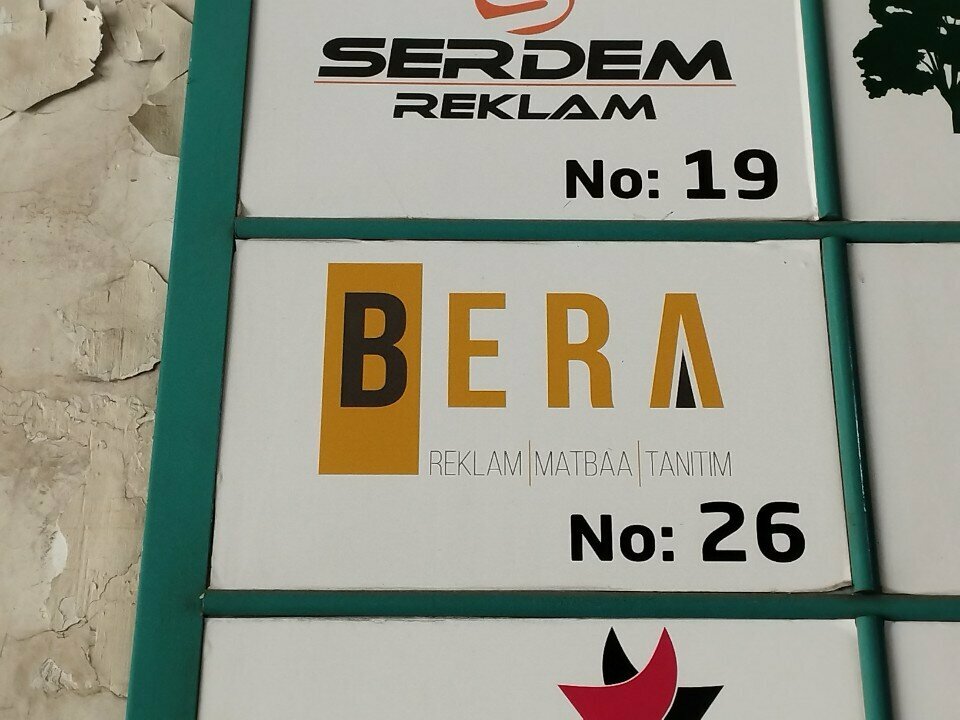 SERDEM
REKLAM
No: 19
BERA
REKLAM|MATBAA|TANITIM
No: 26